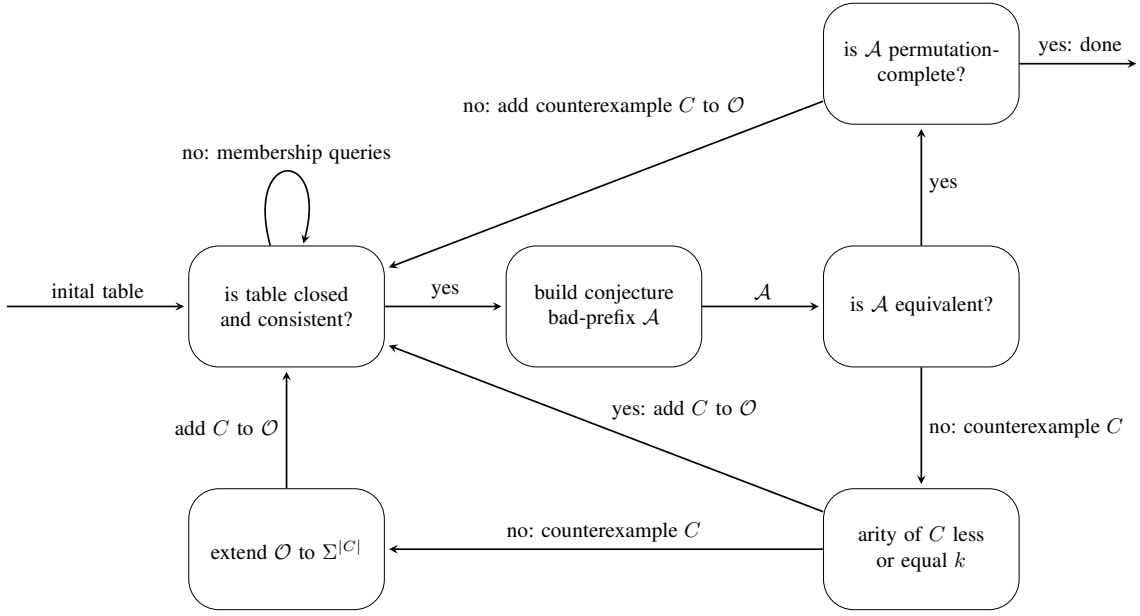 is 𝒜 permutation-
complete?
yes: done
no: add counterexample C to 𝒪
no: membership queries
yes
inital table
is table closed
and consistent?
yes
build conjecture
bad-prefix 𝒜
𝒜
is 𝒜 equivalent?
yes: add C to 𝒪
add C to 𝒪
no: counterexample C
extend 𝒪 to Σ^{|C|}
no: counterexample C
arity of C less
or equal k